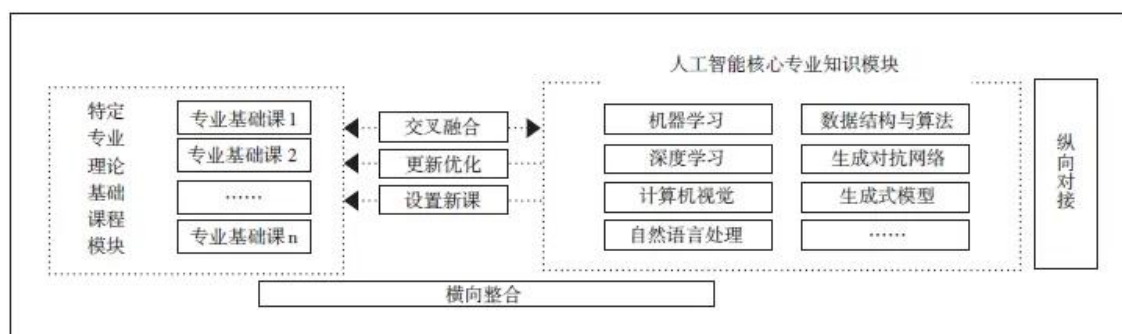 人工智能核心专业知识模块
特定
专业
理论
基础
课程
模块
专业基础课1
专业基础课2
……
专业基础课n
交叉融合
更新优化
设置新课
机器学习
数据结构与算法
深度学习
生成对抗网络
计算机视觉
生成式模型
自然语言处理
……
纵向对接
横向整合